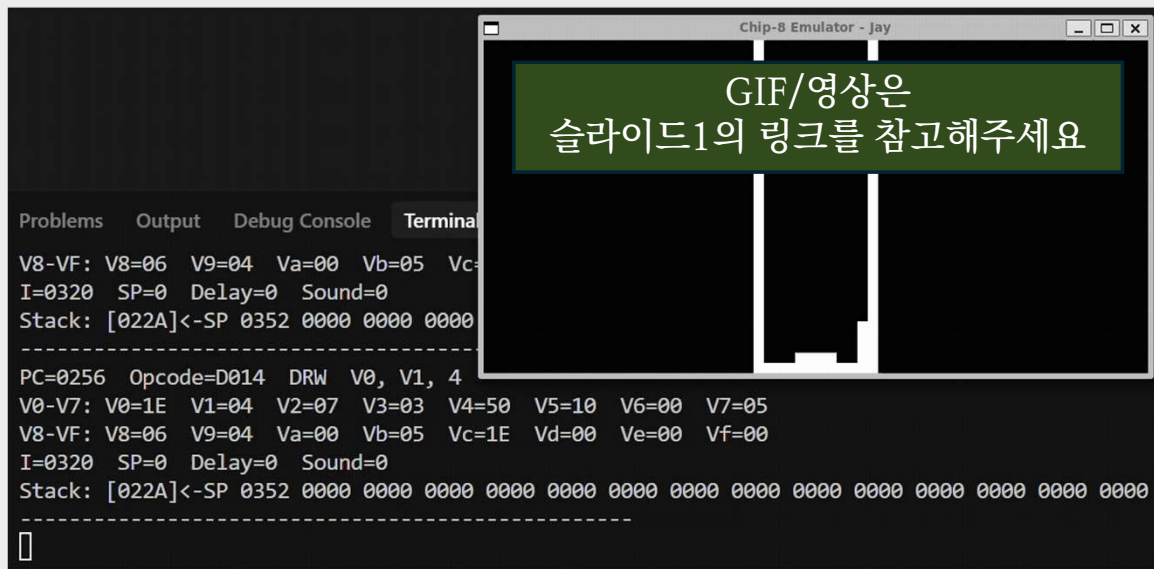 Chip-8 Emulator - Jay
GIF/영상은
슬라이드1의 링크를 참고해주세요
Problems Output Debug Console Terminal
V8-VF: V8=06 V9=04 Va=00 Vb=05 Vc=
I=0320 SP=0 Delay=0 Sound=0
Stack: [022A]<-SP 0352 0000 0000 0000
--------------------------------------
PC=0256 Opcode=D014 DRW V0, V1, 4
V0-V7: V0=1E V1=04 V2=07 V3=03 V4=50 V5=10 V6=00 V7=05
V8-VF: V8=06 V9=04 Va=00 Vb=05 Vc=1E Vd=00 Ve=00 Vf=00
I=0320 SP=0 Delay=0 Sound=0
Stack: [022A]<-SP 0352 0000 0000 0000 0000 0000 0000 0000 0000 0000 0000 0000 0000 0000 0000
--------------------------------------------------